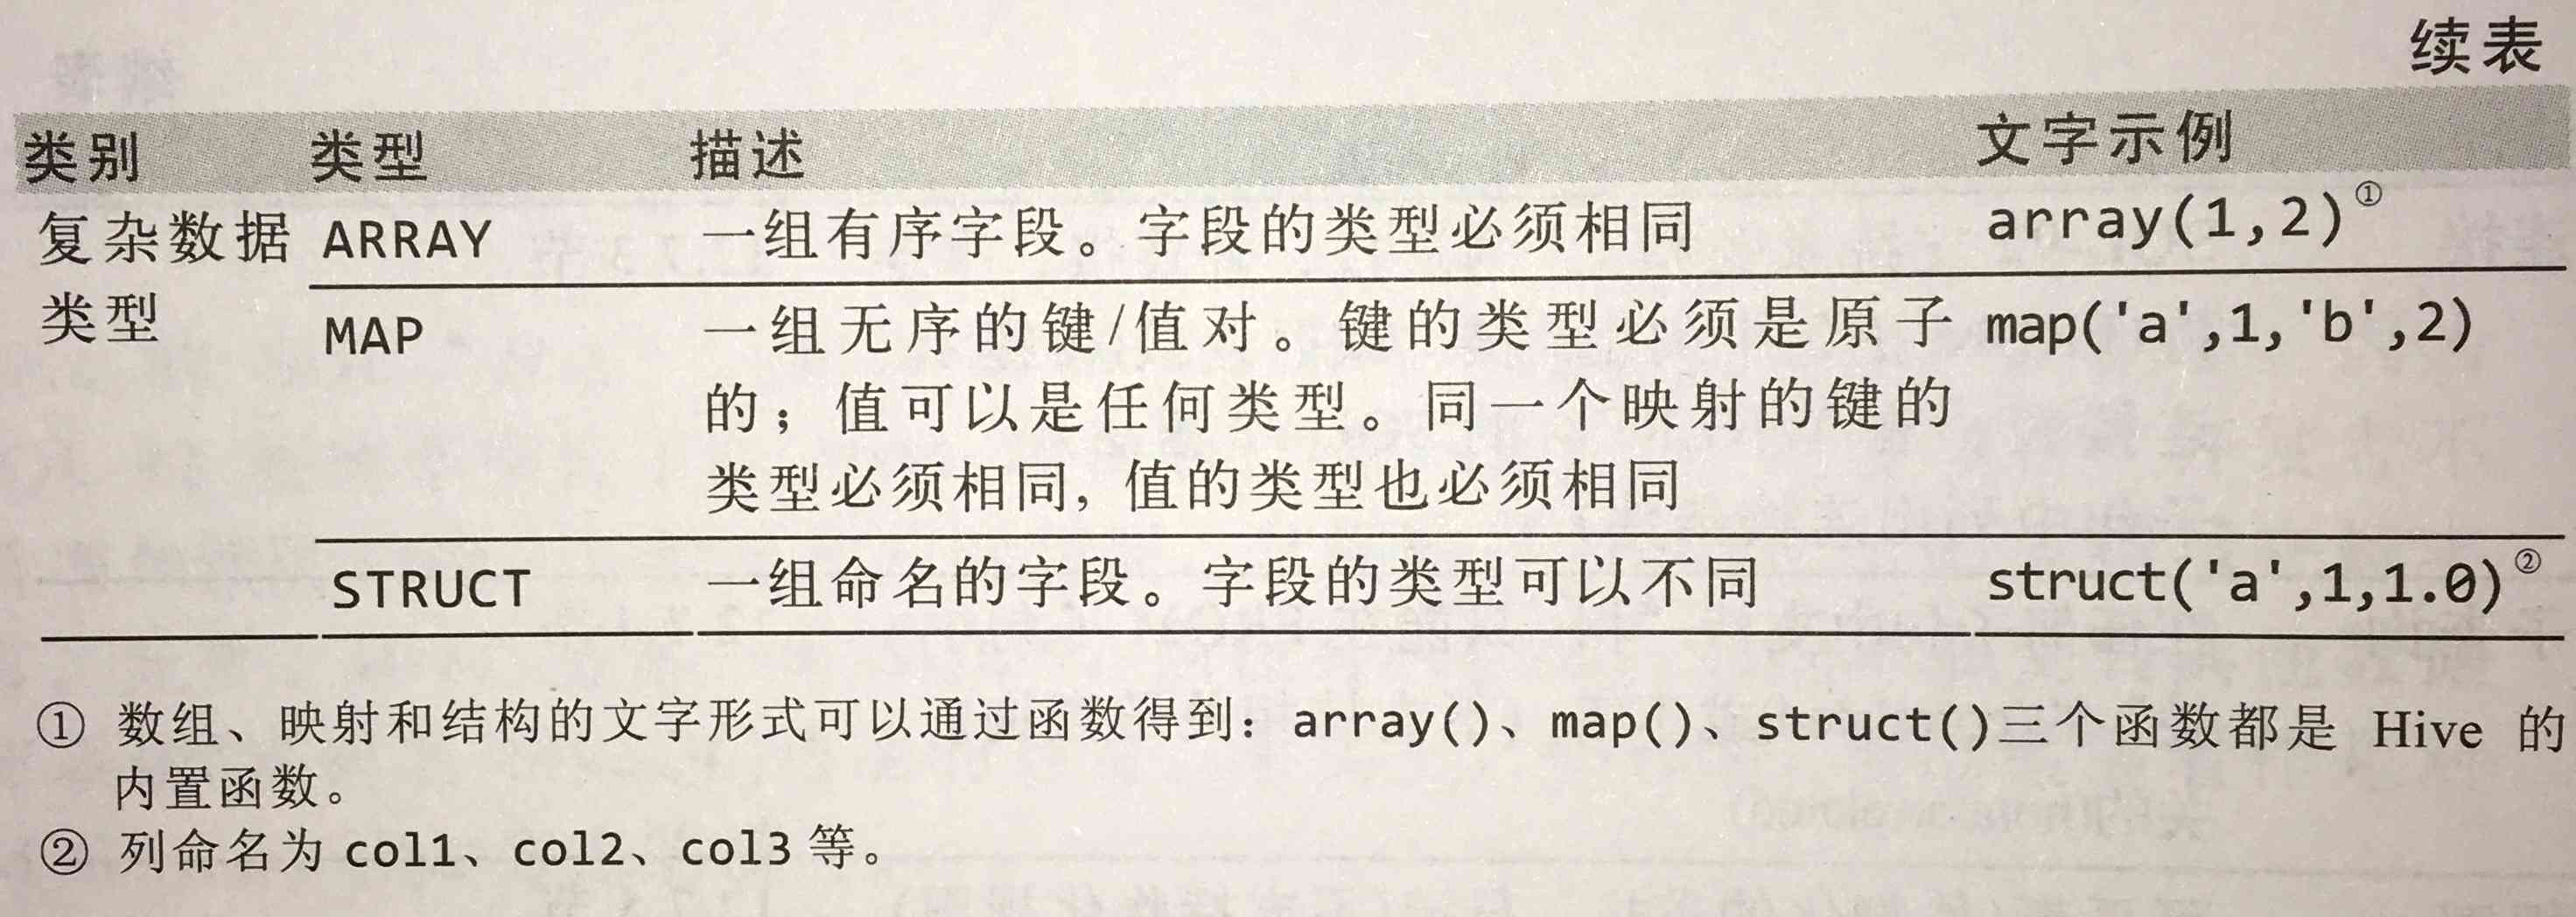 续表
类别 类型 描述 文字示例
复杂数据 ARRAY 一组有序字段。字段的类型必须相同 array(1,2)①
类型
MAP 一组无序的键/值对。键的类型必须是原子 map('a',1,'b',2)
的；值可以是任何类型。同一个映射的键的
类型必须相同，值的类型也必须相同
STRUCT 一组命名的字段。字段的类型可以不同 struct('a',1,1.0)②
① 数组、映射和结构的文字形式可以通过函数得到：array()、map()、struct()三个函数都是 Hive 的
内置函数。
② 列命名为 col1、col2、col3 等。